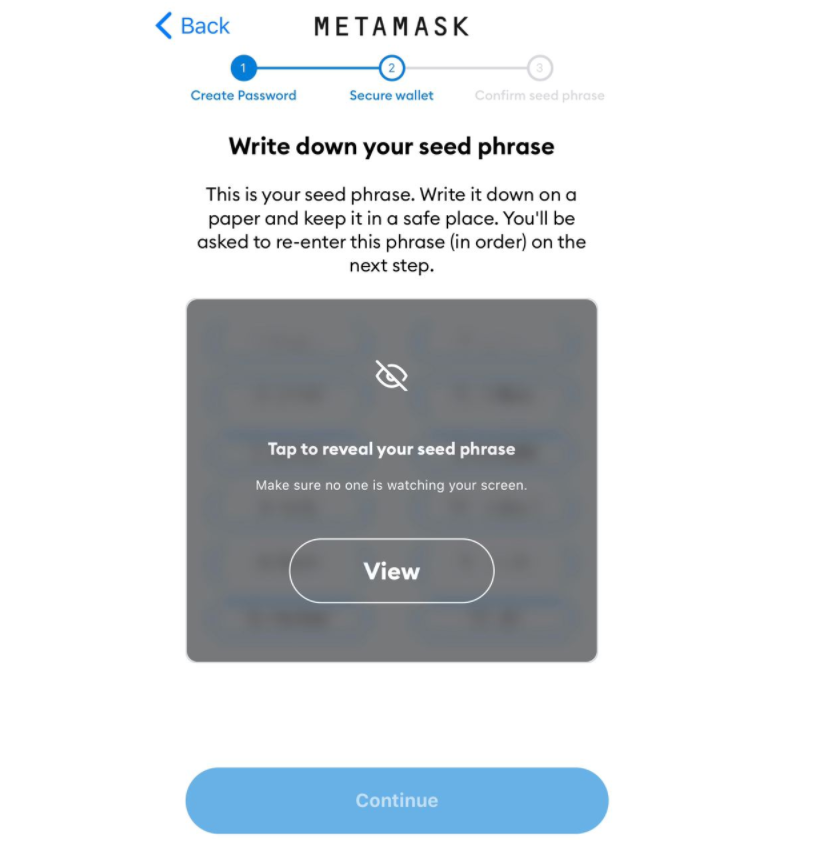 Back
METAMASK
1 2 3
Create Password Secure wallet Confirm seed phrase
Write down your seed phrase
This is your seed phrase. Write it down on a
paper and keep it in a safe place. You'll be
asked to re-enter this phrase (in order) on the
next step.
Tap to reveal your seed phrase
Make sure no one is watching your screen.
View
Continue